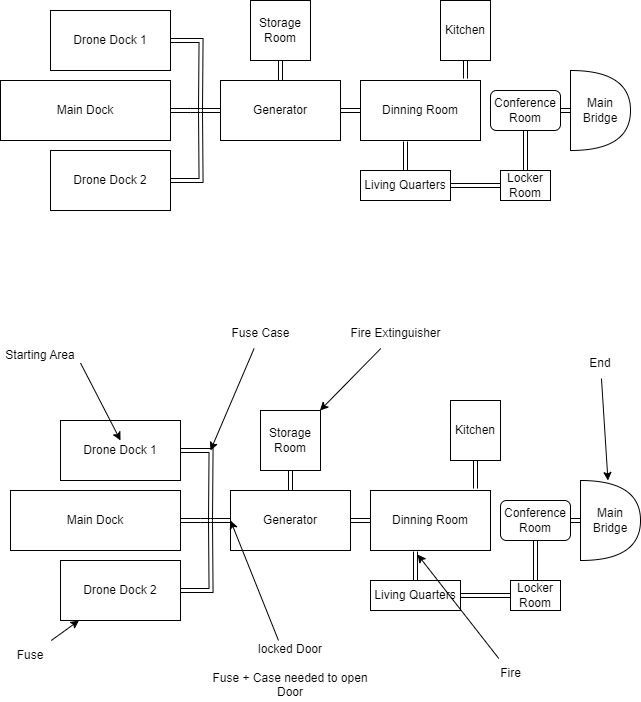 Storage
Room
Kitchen
Drone Dock 1
Main Dock
Generator
Dinning Room
Conference
Room
Main
Bridge
Drone Dock 2
Living Quarters
Locker
Room
Fuse Case
Fire Extinguisher
Starting Area
End
Storage
Room
Kitchen
Drone Dock 1
Main Dock
Generator
Dinning Room
Conference
Room
Main
Bridge
Drone Dock 2
Living Quarters
Locker
Room
Fuse
locked Door
Fuse + Case needed to open
Door
Fire